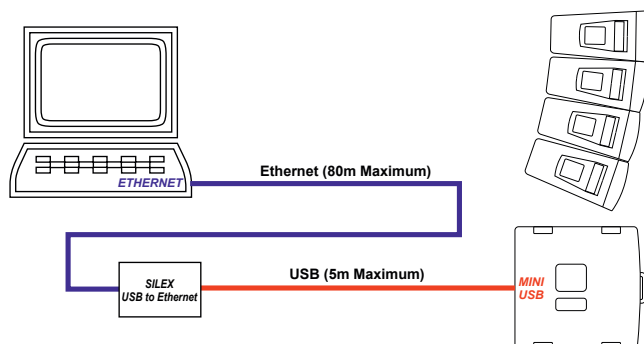 ETHERNET
Ethernet (80m Maximum)
SILEX
USB to Ethernet
USB (5m Maximum)
MINI
USB